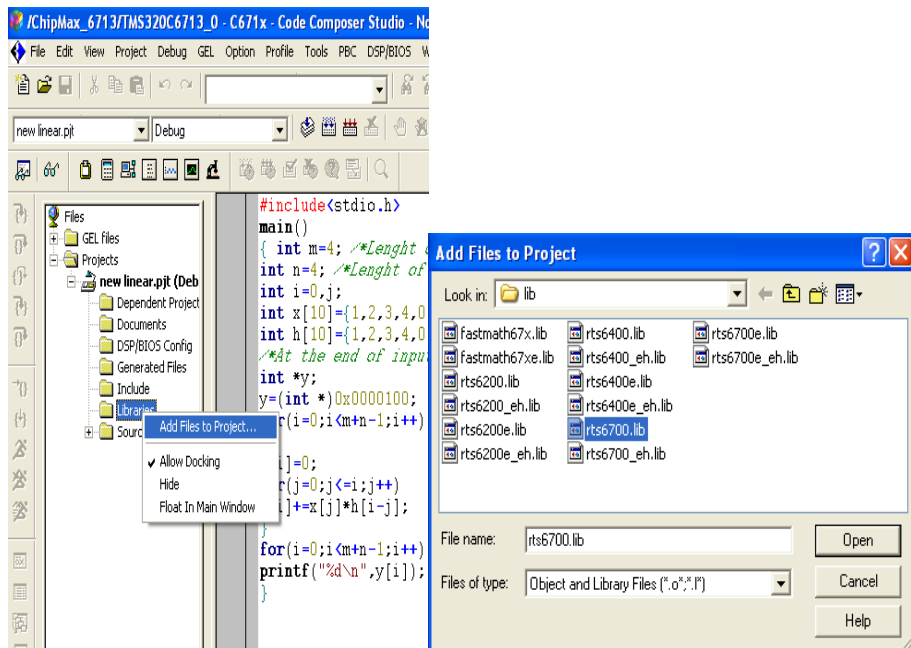 /ChipMax_6713/TMS320C6713_0 - C671x - Code Composer Studio - No
File Edit View Project Debug GEL Option Profile Tools PBC DSP/BIOS W
new linear.pjt Debug
Files
GEL files
Projects
new linear.pjt (Deb
Dependent Project
Documents
DSP/BIOS Config
Generated Files
Include
Libraries
Sourc
Add Files to Project...
Allow Docking
Hide
Float In Main Window
#include<stdio.h>
main()
{ int m=4; /*Lenght
int n=4; /*Lenght of
int i=0,j;
int x[10]={1,2,3,4,0
int h[10]={1,2,3,4,0
/*At the end of inpu
int *y;
y=(int *)0x0000100;
r(i=0;i<m+n-1;i++)
i]=0;
r(j=0;j<=i;j++)
i]+=x[j]*h[i-j];
}
for(i=0;i<m+n-1;i++)
printf("%d\n",y[i]);
}
Add Files to Project
Look in: lib
fastmath67x.lib rts6400.lib rts6700e.lib
fastmath67xe.lib rts6400_eh.lib rts6700e_eh.lib
rts6200.lib rts6400e.lib
rts6200_eh.lib rts6400e_eh.lib
rts6200e.lib rts6700.lib
rts6200e_eh.lib rts6700_eh.lib
File name: rts6700.lib Open
Files of type: Object and Library Files (*.o*;*.l*) Cancel
Help